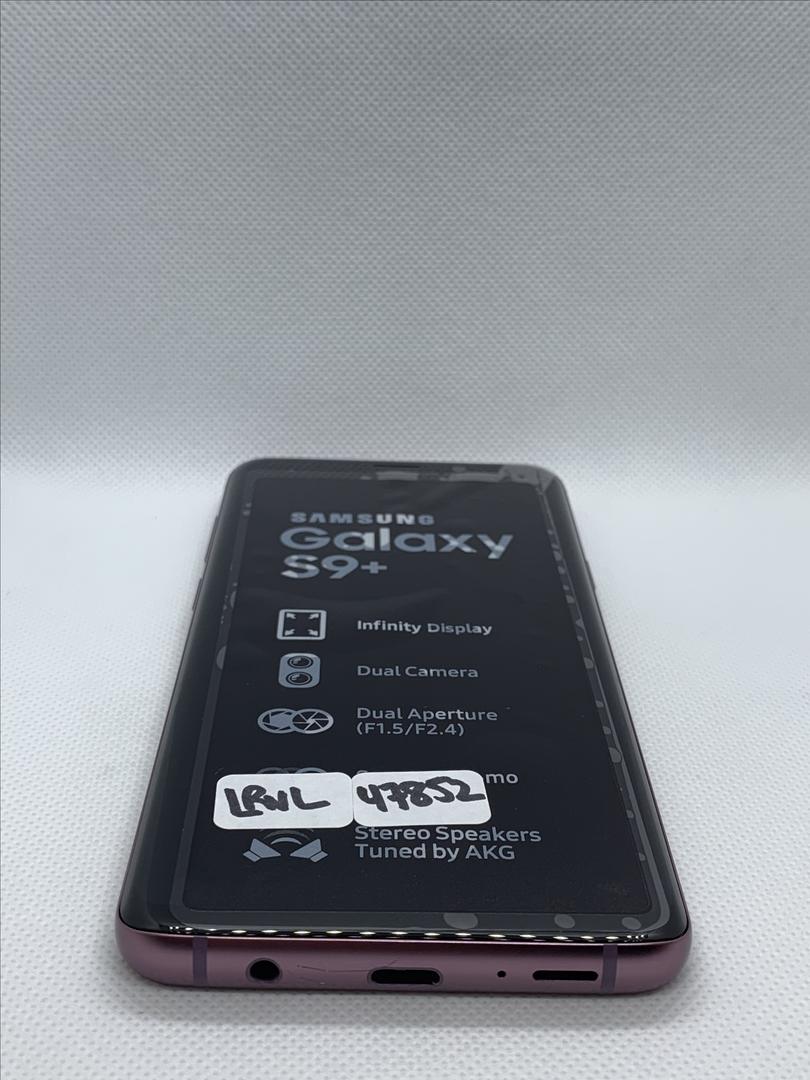 SAMSUNG
Galaxy
S9+
Infinity Display
Dual Camera
Dual Aperture
(F1.5/F2.4)
mo
47852
Stereo Speakers
Tuned by AKG